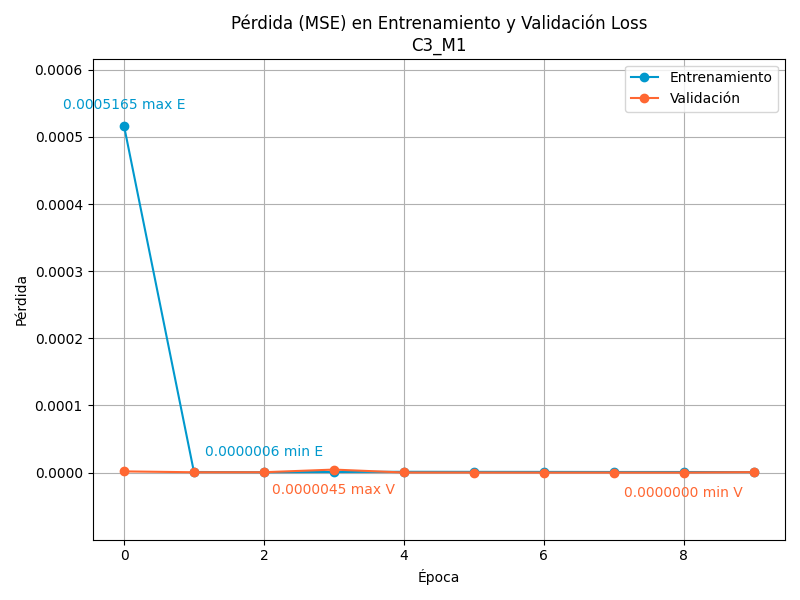 Pérdida (MSE) en Entrenamiento y Validación Loss
C3_M1
Entrenamiento
Validación
0.0006
0.0005
0.0004
0.0003
0.0002
0.0001
0.0000
Pérdida
0.0005165 max E
0.0000006 min E
0.0000045 max V
0.0000000 min V
0
2
4
6
8
Época